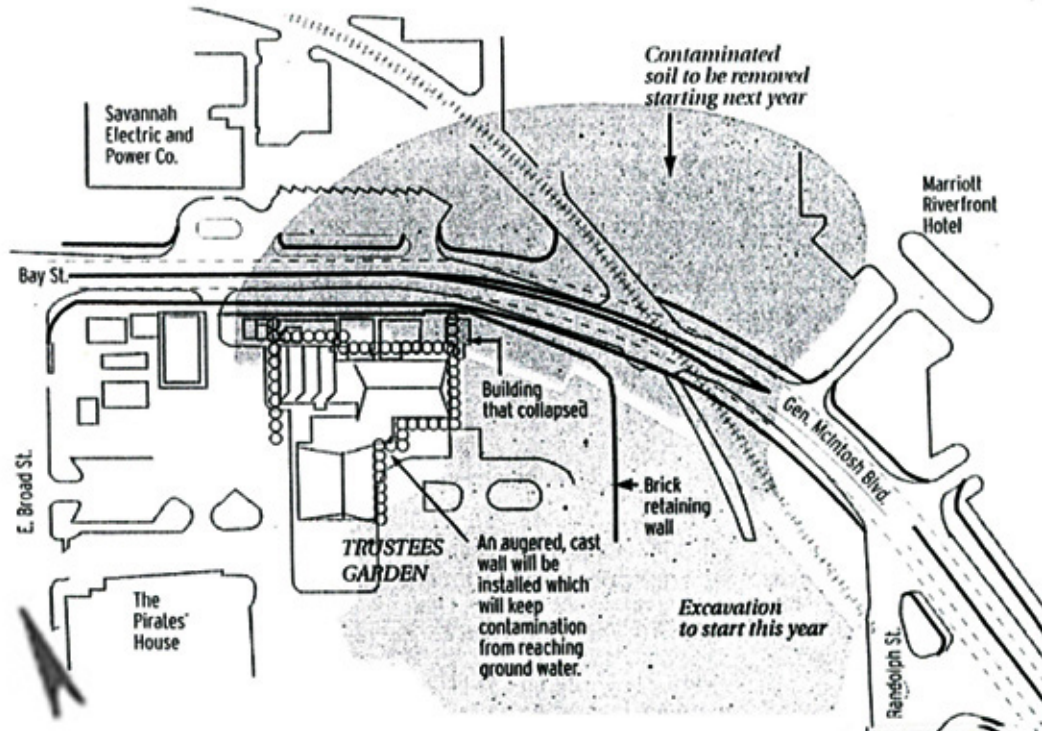 Contaminated
soil to be removed
starting next year
Savannah
Electric and
Power Co.
Marriott
Riverfront
Hotel
Bay St.
Building
that collapsed
Gen. McIntosh Blvd.
E. Broad St.
Brick
retaining
wall
TRUSTEES
GARDEN
An augered, cast
wall will be
installed which
will keep
contamination
from reaching
ground water.
The
Pirates'
House
Excavation
to start this year
Randolph St.